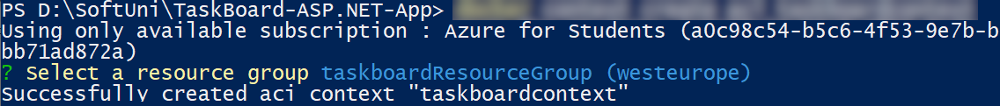 PS D:\SoftUni\TaskBoard-ASP.NET-App>
Using only available subscription : Azure for Students (a0c98c54-b5c6-4f53-9e7b-b
bb71ad872a)
? Select a resource group taskboardResourceGroup (westeurope)
Successfully created aci context "taskboardcontext"